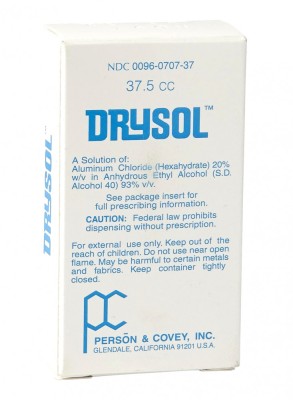 NDC 0096-0707-37
37.5 CC
DRYSOL™
A Solution of:
Aluminum Chloride (Hexahydrate) 20%
w/v in Anhydrous Ethyl Alcohol (S.D.
Alcohol 40) 93% v/v.
See package insert for
full prescribing information.
CAUTION: Federal law prohibits
dispensing without prescription.
For external use only. Keep out of the
reach of children. Do not use near open
flame. May be harmful to certain metals
and fabrics. Keep container tightly
closed.
PC
PERSŌN & COVEY, INC.
GLENDALE, CALIFORNIA 91201 U.S.A.
DRYSOL